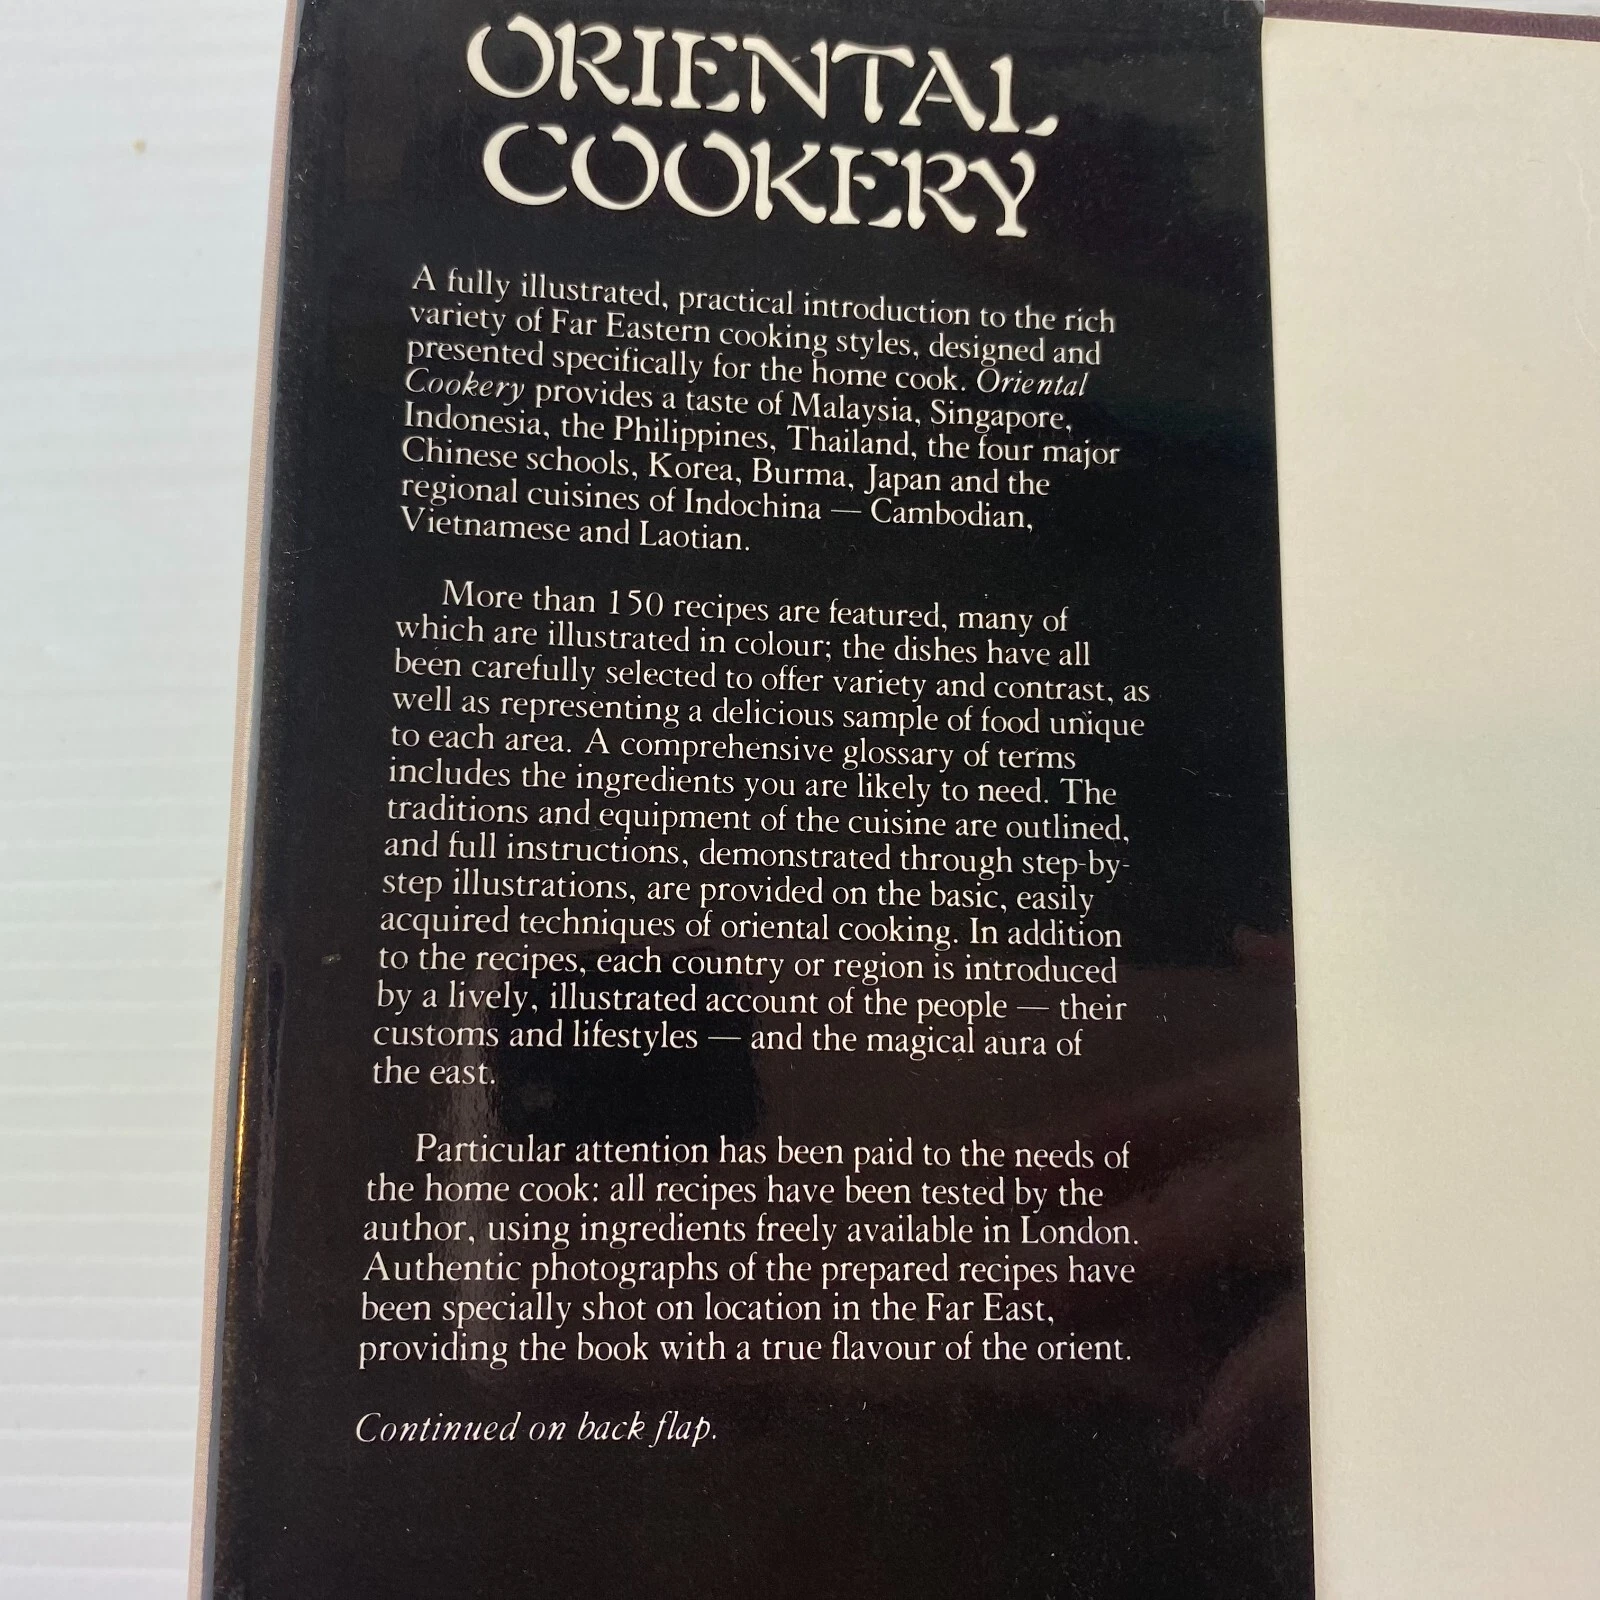 ORIENTAL
COOKERY
A fully illustrated, practical introduction to the rich
variety of Far Eastern cooking styles, designed and
presented specifically for the home cook. Oriental
Cookery provides a taste of Malaysia, Singapore,
Indonesia, the Philippines, Thailand, the four major
Chinese schools, Korea, Burma, Japan and the
regional cuisines of Indochina — Cambodian,
Vietnamese and Laotian.
More than 150 recipes are featured, many of
which are illustrated in colour; the dishes have all
been carefully selected to offer variety and contrast, as
well as representing a delicious sample of food unique
to each area. A comprehensive glossary of terms
includes the ingredients you are likely to need. The
traditions and equipment of the cuisine are outlined,
and full instructions, demonstrated through step-by-
step illustrations, are provided on the basic, easily
acquired techniques of oriental cooking. In addition
to the recipes, each country or region is introduced
by a lively, illustrated account of the people — their
customs and lifestyles — and the magical aura of
the east.
Particular attention has been paid to the needs of
the home cook: all recipes have been tested by the
author, using ingredients freely available in London.
Authentic photographs of the prepared recipes have
been specially shot on location in the Far East,
providing the book with a true flavour of the orient.
Continued on back flap.